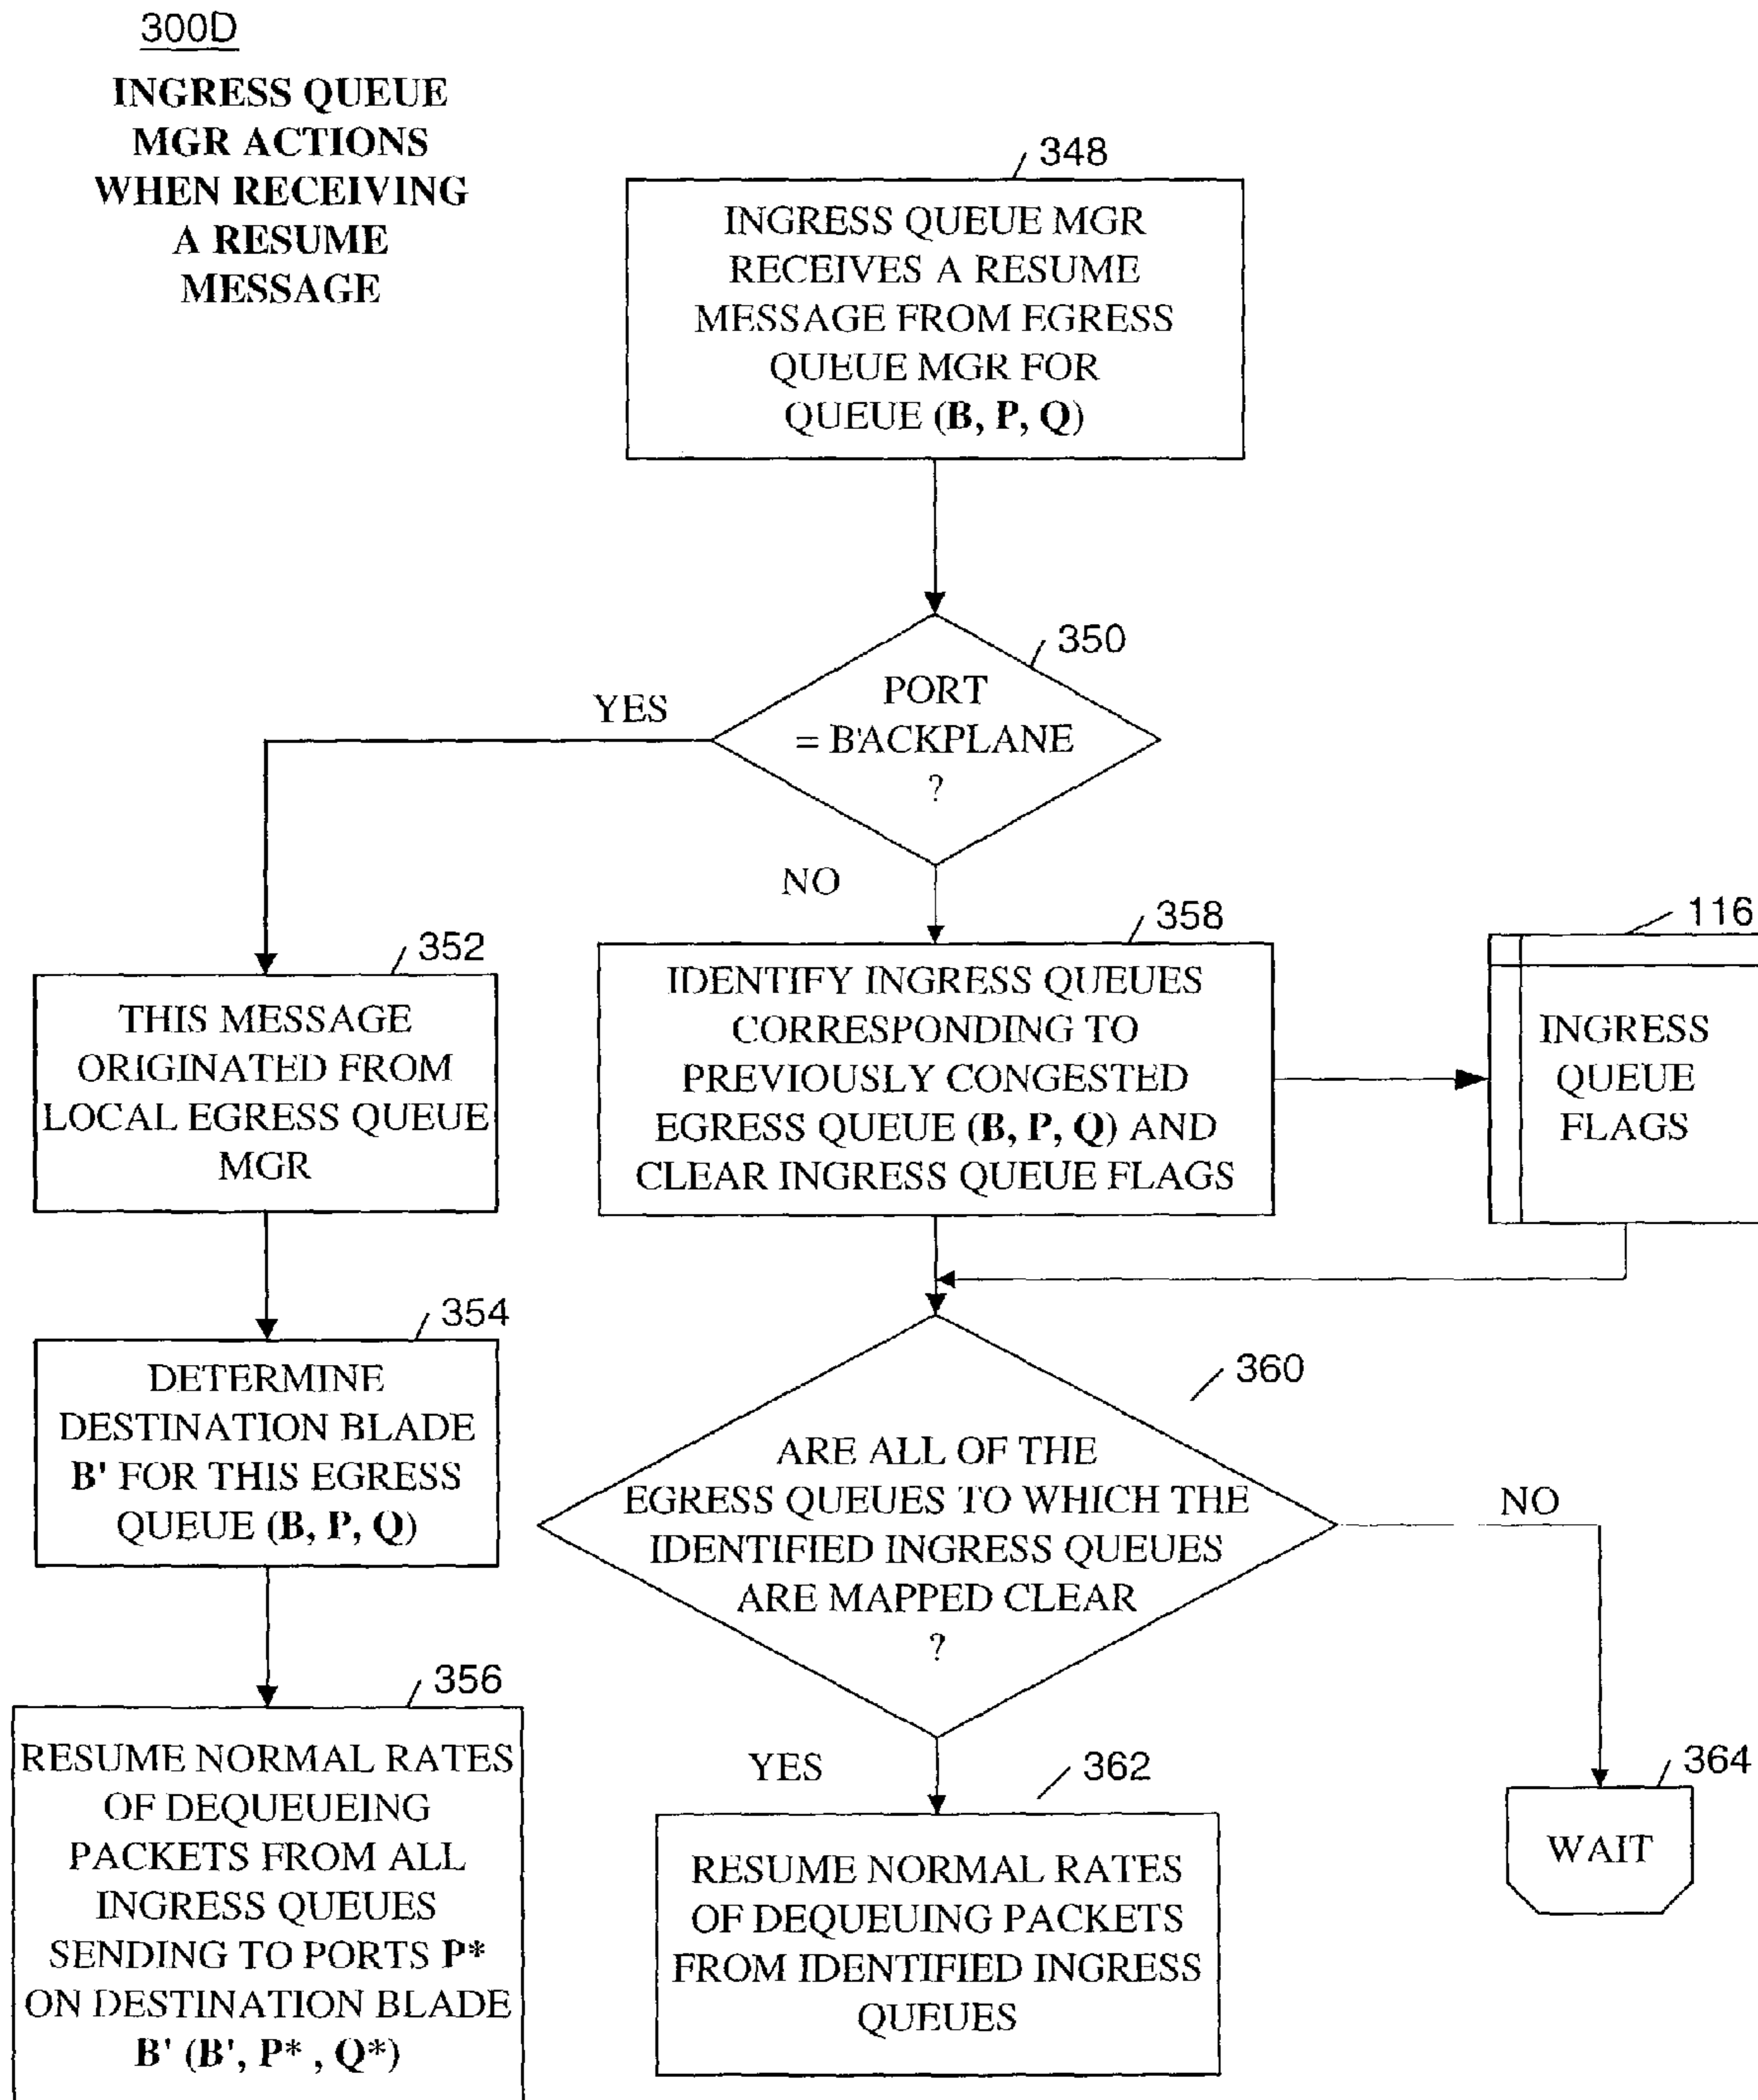 300D
INGRESS QUEUE
MGR ACTIONS
WHEN RECEIVING
A RESUME
MESSAGE
348
INGRESS QUEUE MGR
RECEIVES A RESUME
MESSAGE FROM EGRESS
QUEUE MGR FOR
QUEUE (B, P, Q)
350
PORT
= B'ACKPLANE
?
YES
NO
352
THIS MESSAGE
ORIGINATED FROM
LOCAL EGRESS QUEUE
MGR
358
IDENTIFY INGRESS QUEUES
CORRESPONDING TO
PREVIOUSLY CONGESTED
EGRESS QUEUE (B, P, Q) AND
CLEAR INGRESS QUEUE FLAGS
116
INGRESS
QUEUE
FLAGS
354
DETERMINE
DESTINATION BLADE
B' FOR THIS EGRESS
QUEUE (B, P, Q)
360
ARE ALL OF THE
EGRESS QUEUES TO WHICH THE
IDENTIFIED INGRESS QUEUES
ARE MAPPED CLEAR
?
NO
YES
356
RESUME NORMAL RATES
OF DEQUEUEING
PACKETS FROM ALL
INGRESS QUEUES
SENDING TO PORTS P*
ON DESTINATION BLADE
B' (B', P* , Q*)
362
RESUME NORMAL RATES
OF DEQUEUING PACKETS
FROM IDENTIFIED INGRESS
QUEUES
364
WAIT